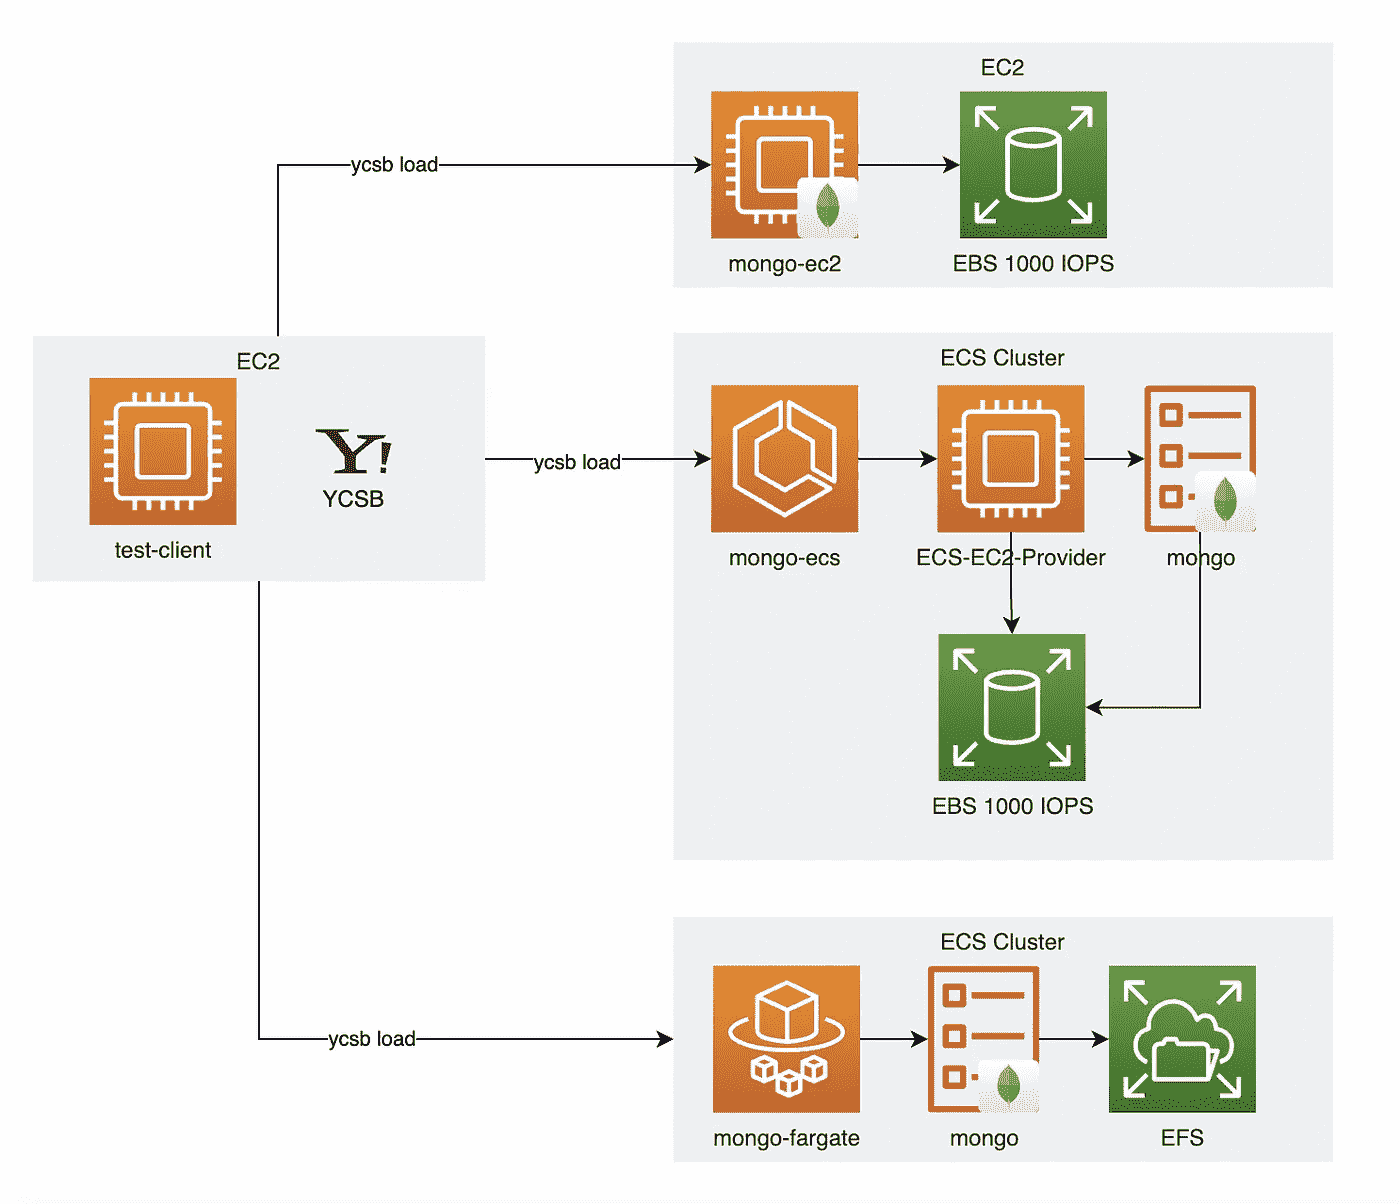 EC2
ycsb load
mongo-ec2
EBS 1000 IOPS
EC2
Y!
YCSB
test-client
ycsb load
ECS Cluster
mongo-ecs
ECS-EC2-Provider
mongo
EBS 1000 IOPS
ycsb load
ECS Cluster
mongo-fargate
mongo
EFS